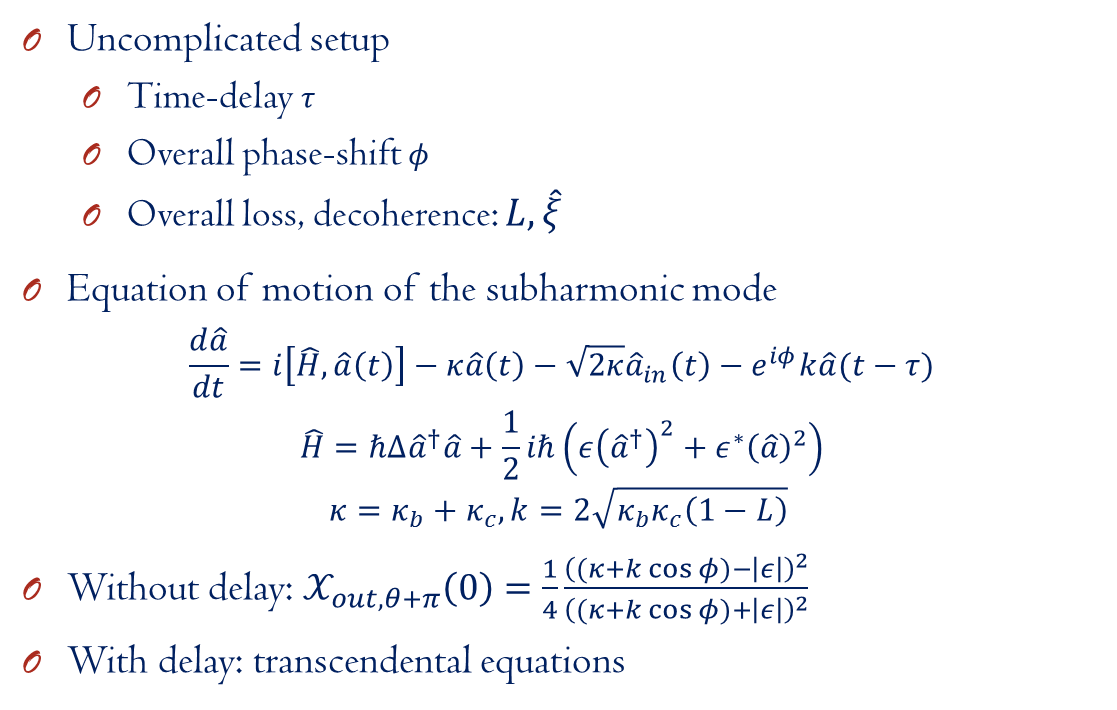 Uncomplicated setup
Time-delay τ
Overall phase-shift ϕ
Overall loss, decoherence: L, ξ̂
Equation of motion of the subharmonic mode
dâ/dt = i[Ĥ, â(t)] − κâ(t) − √(2κ)â_in(t) − e^{iϕ}kâ(t − τ)
Ĥ = ħΔâ†â + 1/2 iħ (ϵ(â†)² + ϵ*(â)²)
κ = κ_b + κ_c, k = 2√(κ_bκ_c(1 − L))
Without delay: 𝒳_{out,θ+π}(0) = 1/4 ((κ+k cos ϕ)−|ϵ|)²/((κ+k cos ϕ)+|ϵ|)²
With delay: transcendental equations